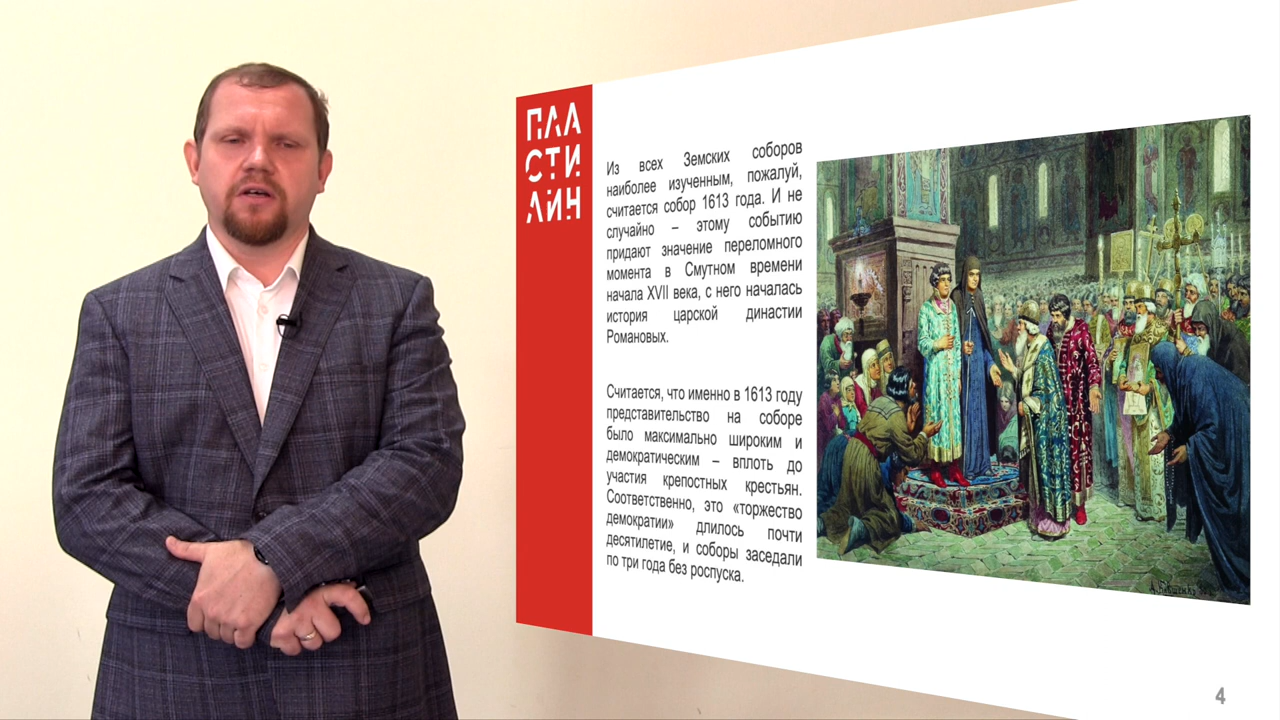 ПЛА
СТИ
ЛИН
Из всех Земских соборов
наиболее изученным, пожалуй,
считается собор 1613 года. И не
случайно – этому событию
придают значение переломного
момента в Смутном времени
начала XVII века, с него началась
история царской династии
Романовых.
Считается, что именно в 1613 году
представительство на соборе
было максимально широким и
демократическим – вплоть до
участия крепостных крестьян.
Соответственно, это «торжество
демократии» длилось почти
десятилетие, и соборы заседали
по три года без роспуска.
4